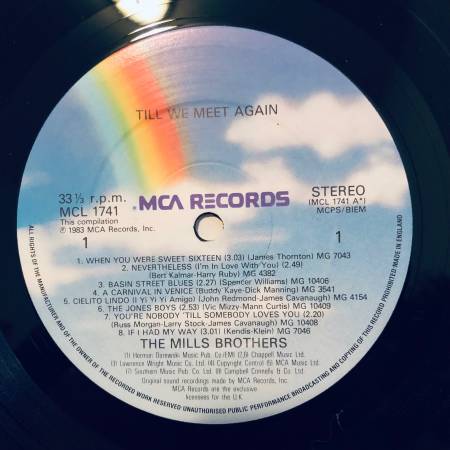 TILL WE MEET AGAIN
33⅓ r.p.m.
MCL 1741
This compilation
℗ 1983 MCA Records, Inc.
1
MCA RECORDS
STEREO
(MCL 1741 A*)
MCPS/BIEM
1
1. WHEN YOU WERE SWEET SIXTEEN (3.03) (James Thornton) MG 7043
2. NEVERTHELESS (I'm In Love With You) (2.49)
(Bert Kalmar-Harry Ruby) MG 4382
3. BASIN STREET BLUES (2.27) (Spencer Williams) MG 10406
4. A CARNIVAL IN VENICE (Buddy Kaye-Dick Manning) MG 3541
5. CIELITO LINDO (I Yi Yi Yi Amigo) (John Redmond-James Cavanaugh) MG 4154
6. THE JONES BOYS (2.53) (Vic Mizzy-Mann Curtis) MG 10409
7. YOU'RE NOBODY 'TILL SOMEBODY LOVES YOU (2.20)
(Russ Morgan-Larry Stock-James Cavanaugh) MG 10408
8. IF I HAD MY WAY (3.01) (Kendis-Klein) MG 7046
THE MILLS BROTHERS
(1) Herman Darewski Music Pub. Co/EMI (2,6) Chappell Music Ltd.
(3) Lawrence Wright Music Co. Ltd. (4) Copyright Control (5) MCA Music Ltd.
(7) Southern Music Pub. Co. Ltd. (8) Campbell Connelly & Co. Ltd.
Original sound recordings made by MCA Records, Inc.
MCA Records are the exclusive
licensees for the U.K.
ALL RIGHTS OF THE MANUFACTURER AND OF THE OWNER OF THE RECORDED WORK RESERVED UNAUTHORISED PUBLIC PERFORMANCE BROADCASTING AND COPYING OF THIS RECORD PROHIBITED MADE IN ENGLAND